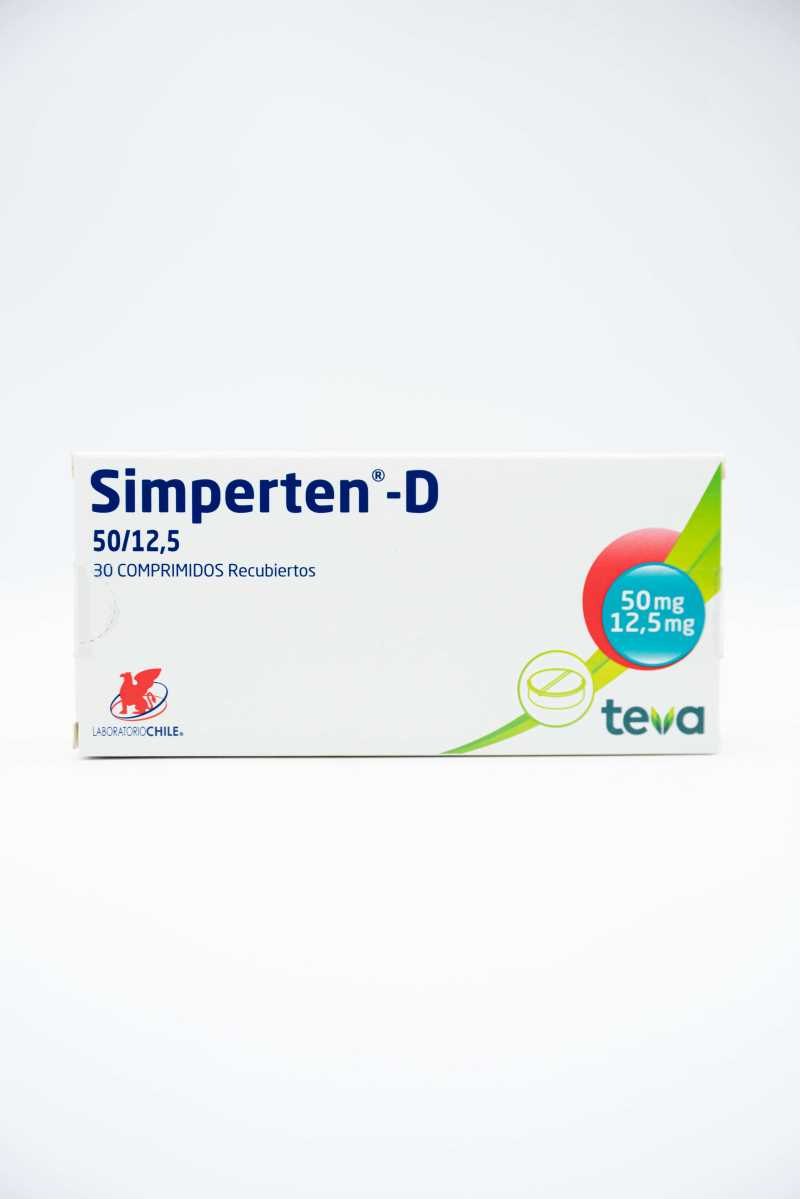 Simperten®-D
50/12,5
30 COMPRIMIDOS Recubiertos
50mg
12,5mg
LABORATORIOCHILE®
teva